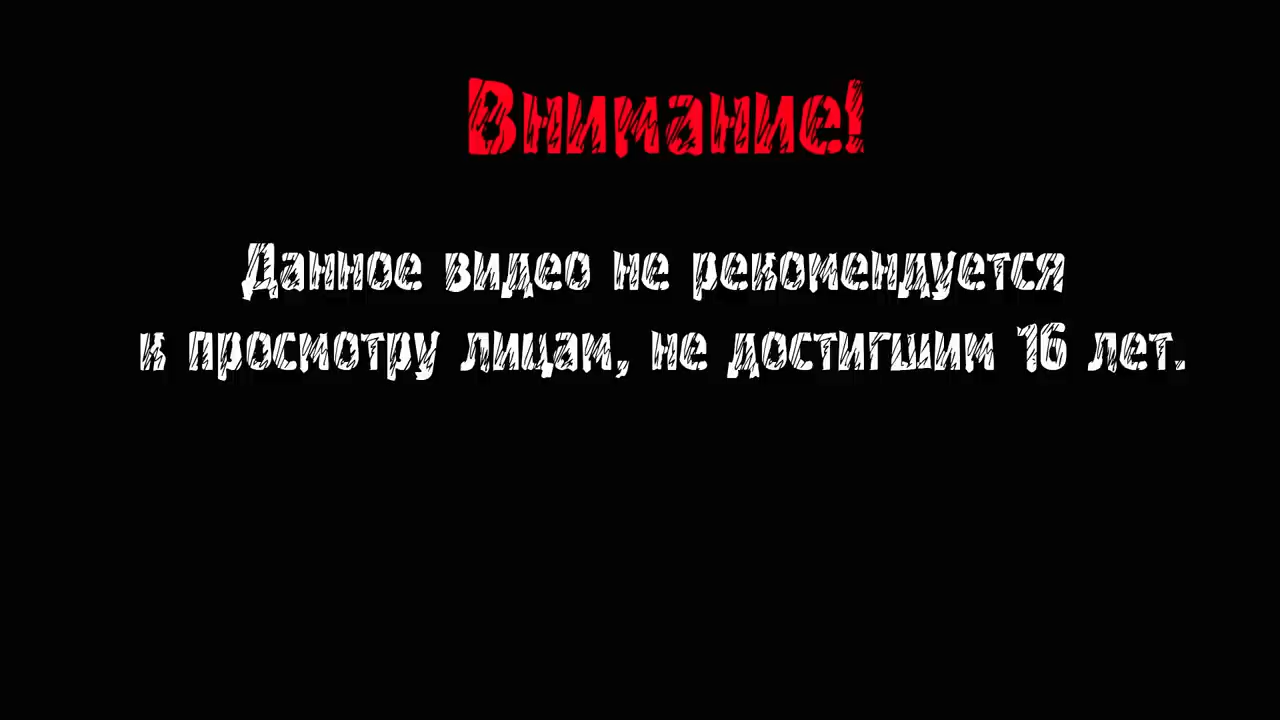 Внимание!
Данное видео не рекомендуется
к просмотру лицам, не достигшим 16 лет.